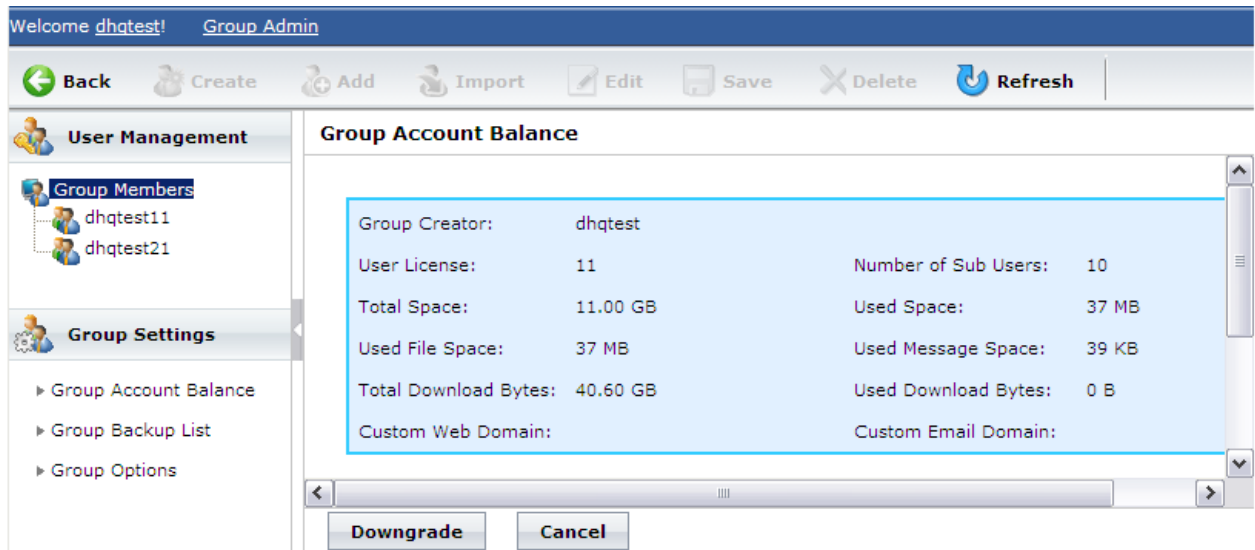 Welcome dhqtest! Group Admin
Back Create Add Import Edit Save Delete Refresh
User Management
Group Members
dhqtest11
dhqtest21
Group Settings
Group Account Balance
Group Backup List
Group Options
Group Account Balance
Group Creator: dhqtest
User License: 11 Number of Sub Users: 10
Total Space: 11.00 GB Used Space: 37 MB
Used File Space: 37 MB Used Message Space: 39 KB
Total Download Bytes: 40.60 GB Used Download Bytes: 0 B
Custom Web Domain: Custom Email Domain:
Downgrade Cancel